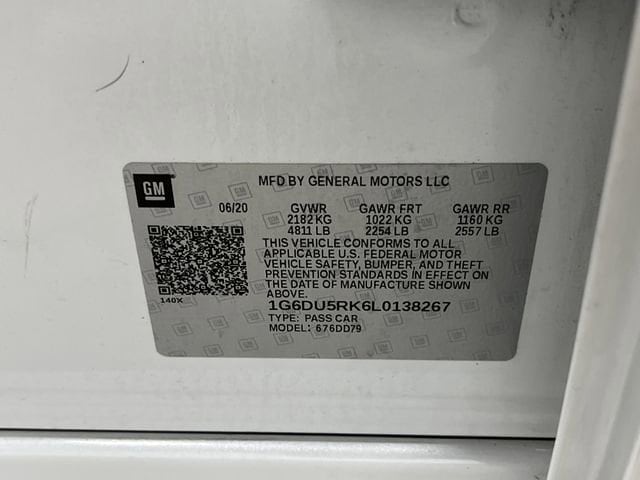 GM
MFD BY GENERAL MOTORS LLC
06/20 GVWR GAWR FRT GAWR RR
2182 KG 1022 KG 1160 KG
4811 LB 2254 LB 2557 LB
THIS VEHICLE CONFORMS TO ALL
APPLICABLE U.S. FEDERAL MOTOR
VEHICLE SAFETY, BUMPER, AND THEFT
PREVENTION STANDARDS IN EFFECT ON
THE DATE OF MANUFACTURE SHOWN
ABOVE.
140X
1G6DU5RK6L0138267
TYPE: PASS CAR
MODEL: 676DD79